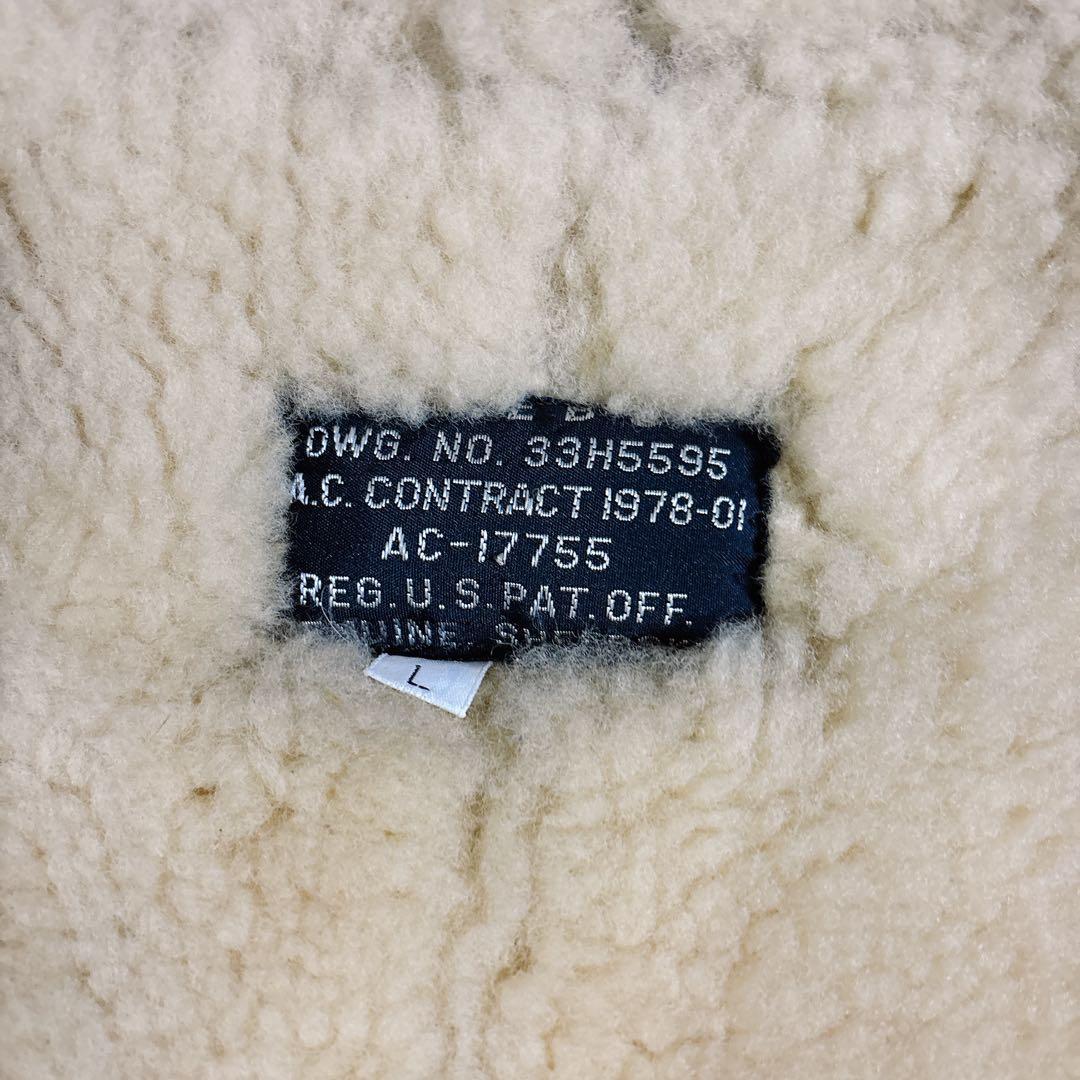 DWG. NO. 33H5595
A.C. CONTRACT 1978-01
AC-17755
REG. U.S. PAT. OFF.
L